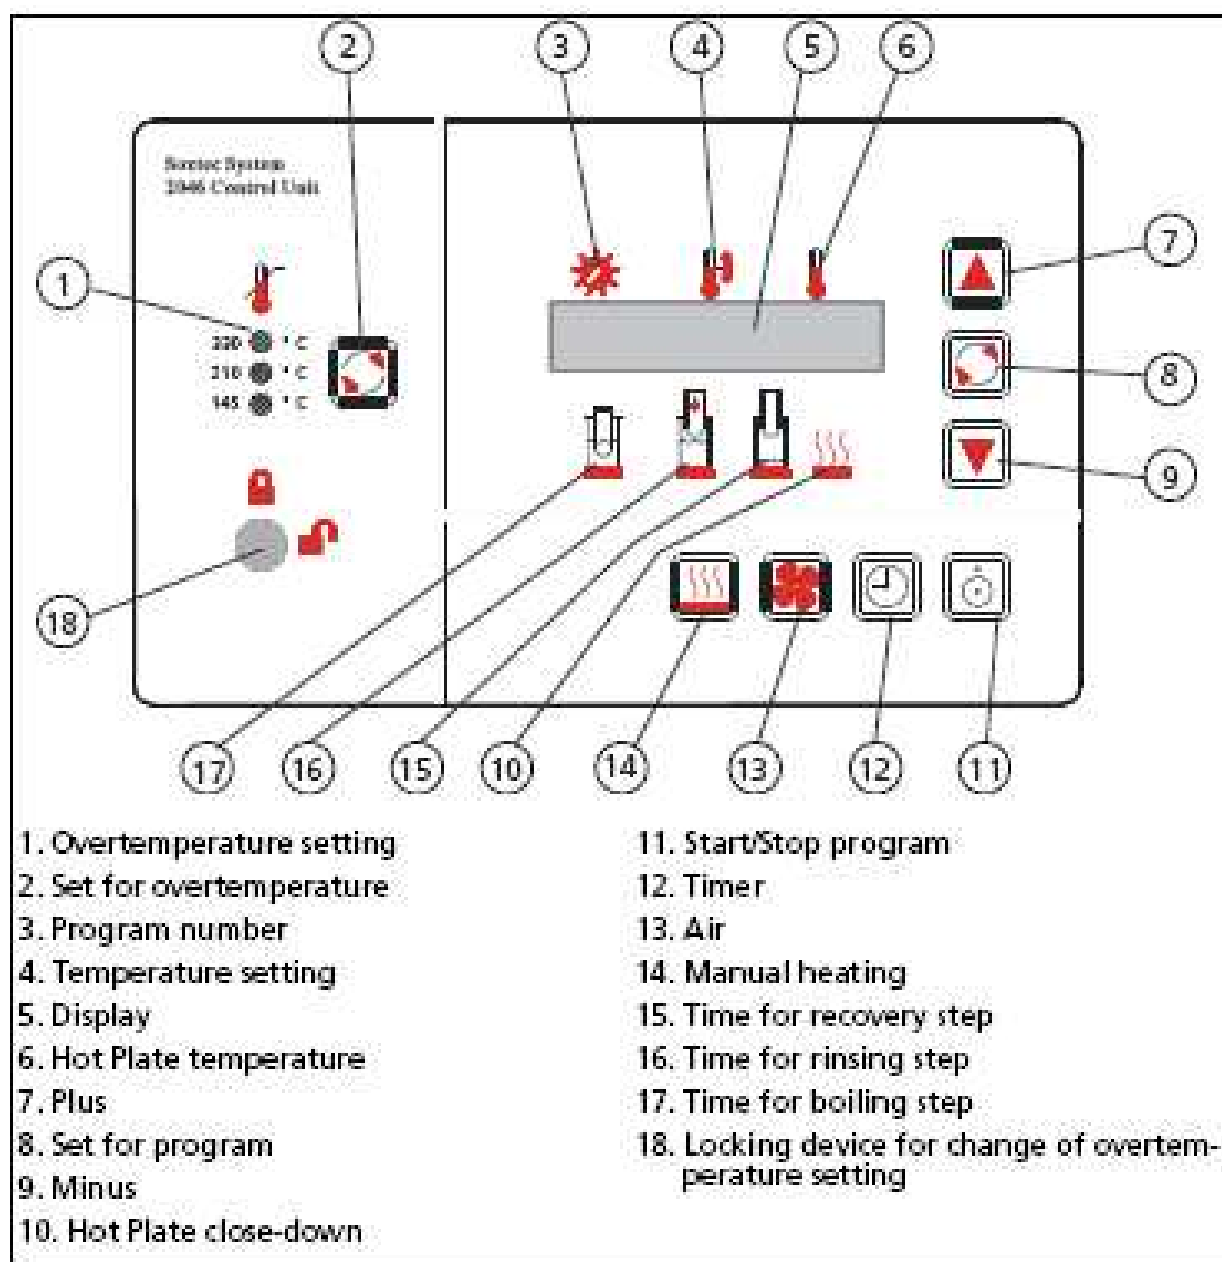 2
3
4
5
6
Soxtec System
2046 Control Unit
7
1
220 °C
210 °C
145 °C
8
9
18
17
16
15
10
14
13
12
11
1. Overtemperature setting
2. Set for overtemperature
3. Program number
4. Temperature setting
5. Display
6. Hot Plate temperature
7. Plus
8. Set for program
9. Minus
10. Hot Plate close-down
11. Start/Stop program
12. Timer
13. Air
14. Manual heating
15. Time for recovery step
16. Time for rinsing step
17. Time for boiling step
18. Locking device for change of overtem-
perature setting